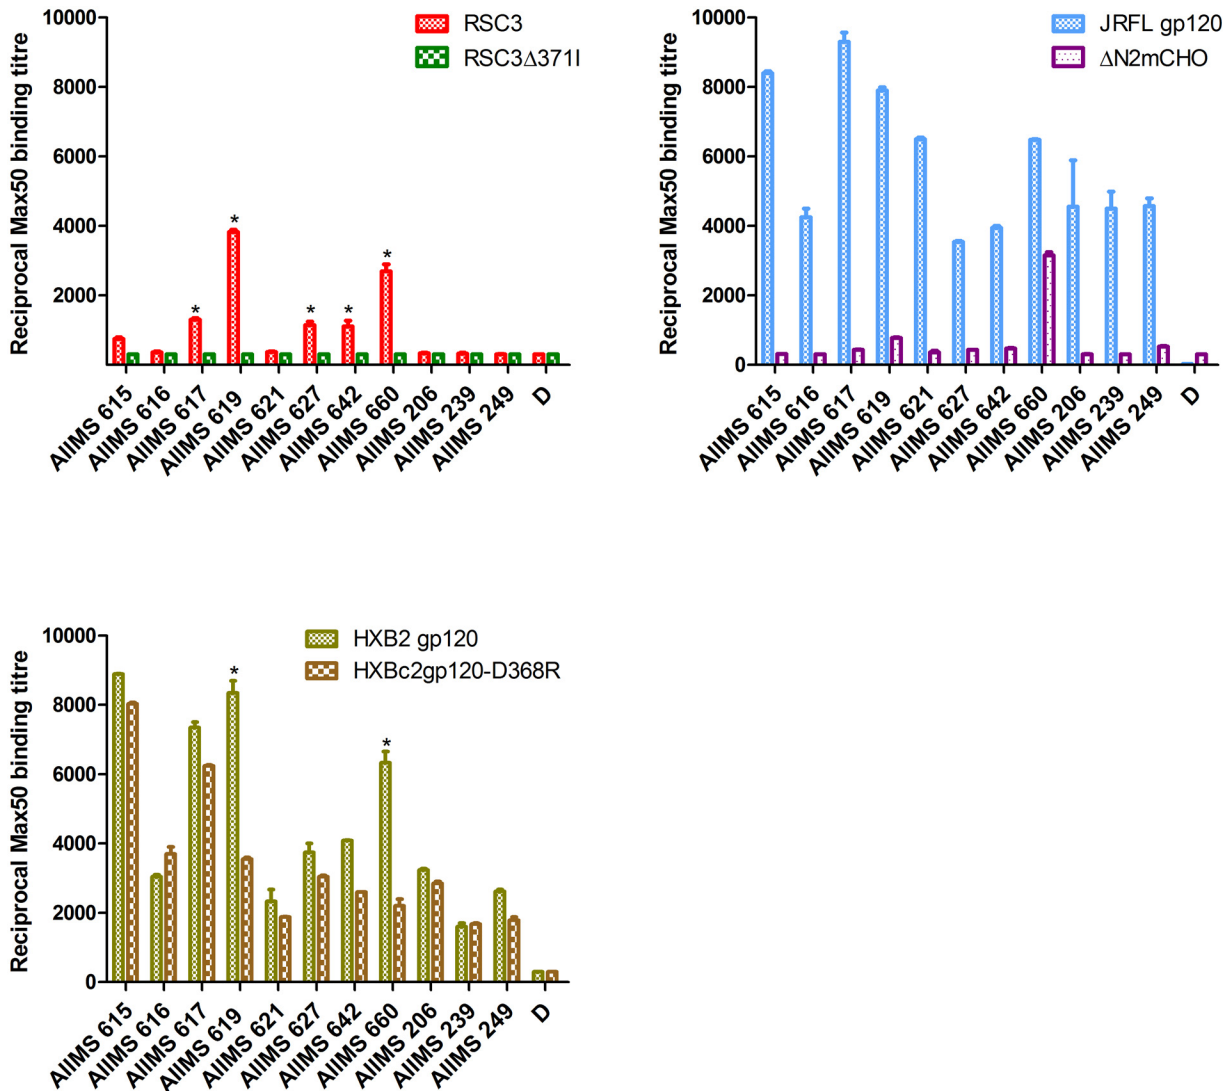 RSC3
RSC3Δ371I
Reciprocal Max50 binding titre
10000
8000
6000
4000
2000
*
*
*
*
*
AIIMS 615
AIIMS 616
AIIMS 617
AIIMS 619
AIIMS 621
AIIMS 627
AIIMS 642
AIIMS 660
AIIMS 206
AIIMS 239
AIIMS 249
D
JRFL gp120
ΔN2mCHO
Reciprocal Max50 binding titre
10000
8000
6000
4000
2000
0
AIIMS 615
AIIMS 616
AIIMS 617
AIIMS 619
AIIMS 621
AIIMS 627
AIIMS 642
AIIMS 660
AIIMS 206
AIIMS 239
AIIMS 249
D
HXB2 gp120
HXBc2gp120-D368R
Reciprocal Max50 binding titre
10000
8000
6000
4000
2000
0
*
*
AIIMS 615
AIIMS 616
AIIMS 617
AIIMS 619
AIIMS 621
AIIMS 627
AIIMS 642
AIIMS 660
AIIMS 206
AIIMS 239
AIIMS 249
D